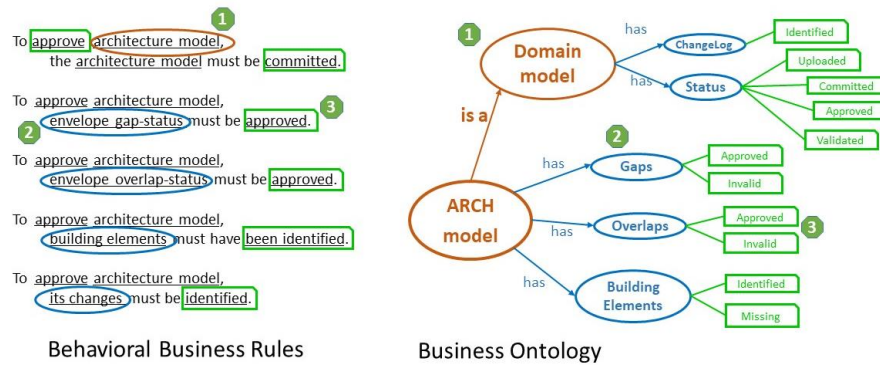 1
To approve architecture model,
the architecture model must be committed.
To approve architecture model,
envelope gap-status must be approved.
3
2
To approve architecture model,
envelope overlap-status must be approved.
To approve architecture model,
building elements must have been identified.
To approve architecture model,
its changes must be identified.
Behavioral Business Rules
1
Domain
model
has
ChangeLog
Identified
has
Status
Uploaded
Committed
Approved
Validated
is a
2
ARCH
model
has
Gaps
Approved
Invalid
has
Overlaps
Approved
Invalid
3
has
Building
Elements
Identified
Missing
Business Ontology